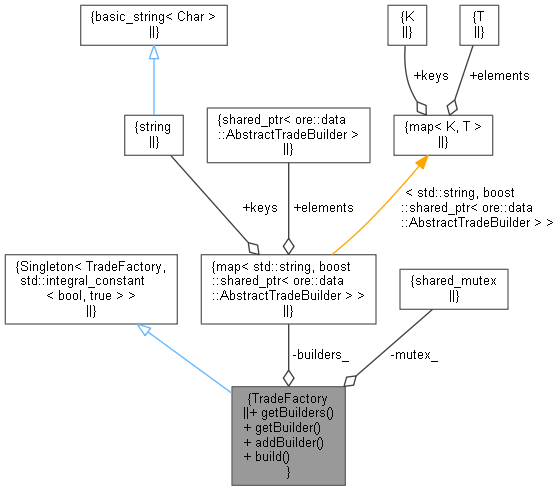 {basic_string< Char >
||}
{K
||}
{T
||}
+keys
+elements
{string
||}
{shared_ptr< ore::data
::AbstractTradeBuilder >
||}
{map< K, T >
||}
+keys
+elements
< std::string, boost
::shared_ptr< ore::data
::AbstractTradeBuilder > >
{Singleton< TradeFactory,
std::integral_constant
< bool, true > >
||}
{map< std::string, boost
::shared_ptr< ore::data
::AbstractTradeBuilder > >
||}
{shared_mutex
||}
-builders_
-mutex_
{TradeFactory
||+ getBuilders()
+ getBuilder()
+ addBuilder()
+ build()
}